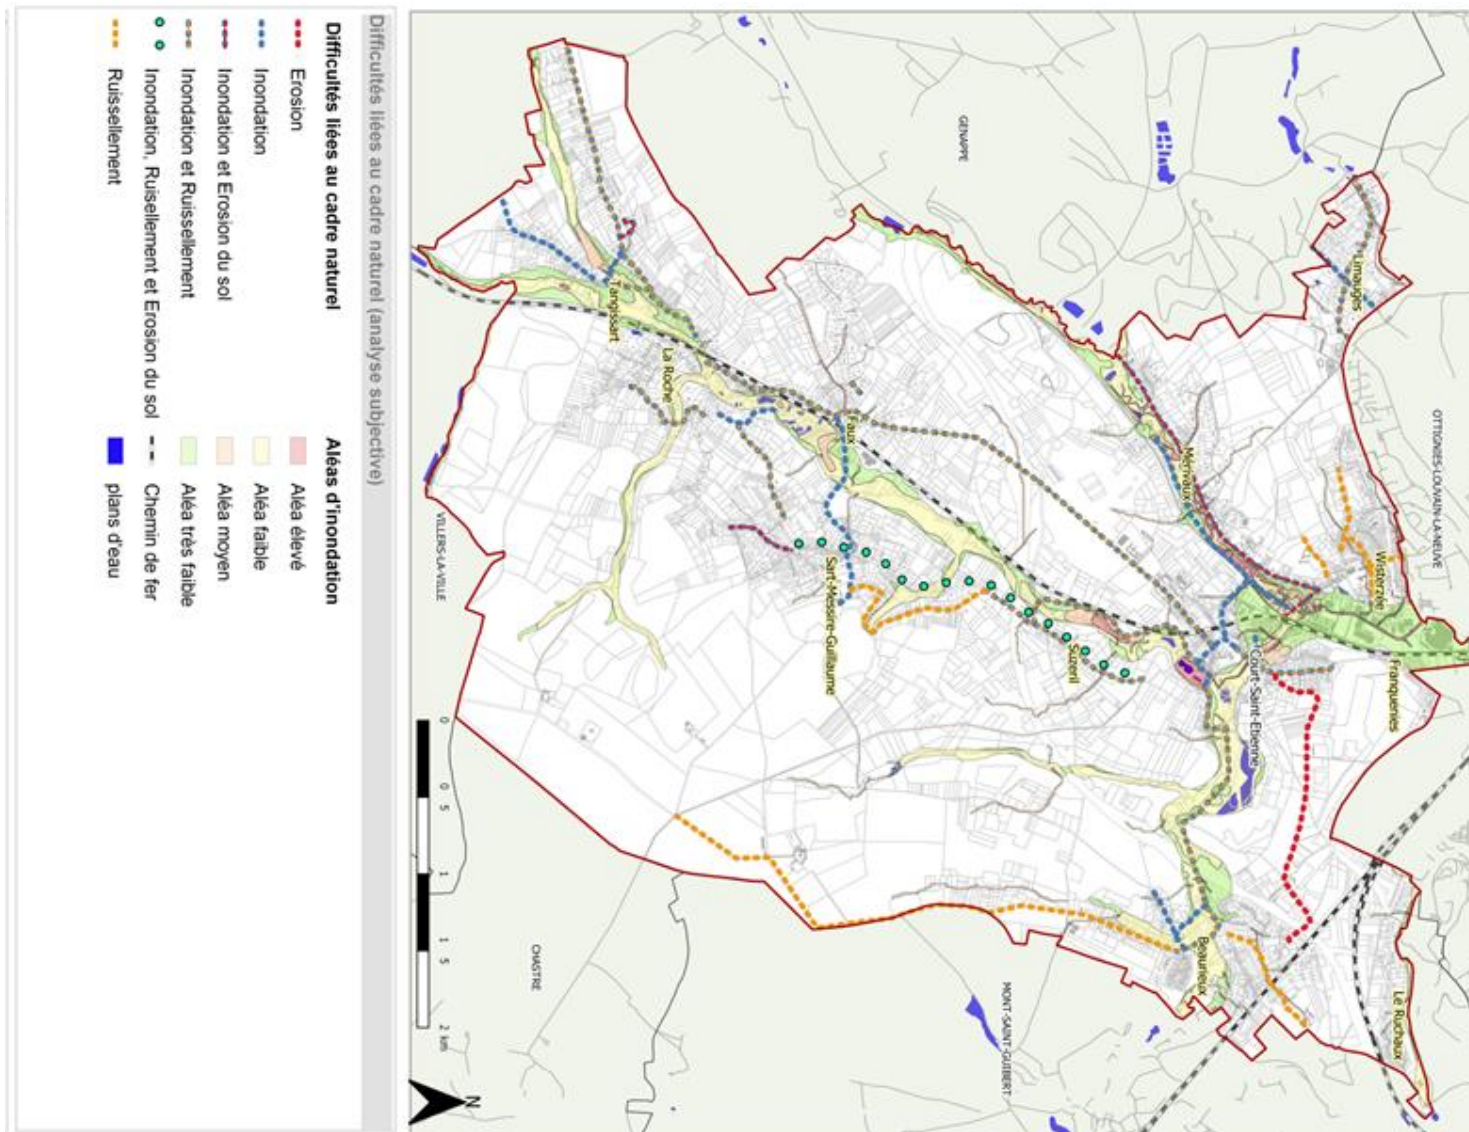 OTTIGNIES-LOUVAIN-LA-NEUVE
GENAPPE
VILLERS-LA-VILLE
CHASTRE
MONT-SAINT-GUIBERT
Limauges
Wisterzée
Franquenies
Le Ruchaux
Mérivaux
Court-Saint-Etienne
Beaurieux
Suzeril
Faux
Sart-Messire-Guillaume
La Roche
Tangissart
0
0 5
1
1 5
2 km
N
Difficultés liées au cadre naturel (analyse subjective)
Difficultés liées au cadre naturel
Erosion
Inondation
Inondation et Erosion du sol
Inondation et Ruissellement
Inondation, Ruisellement et Erosion du sol
Ruissellement
Aléas d'inondation
Aléa élevé
Aléa faible
Aléa moyen
Aléa très faible
Chemin de fer
plans d'eau